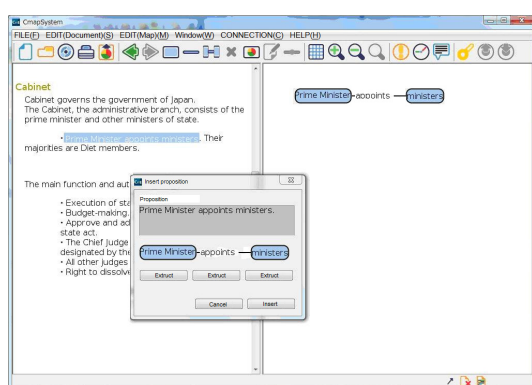 CmapSystem
FILE(F) EDIT(Document)(S) EDIT(Map)(M) Window(W) CONNECTION(C) HELP(H)
Cabinet
Cabinet governs the government of Japan.
The Cabinet, the administrative branch, consists of the
prime minister and other ministers of state.
• Prime Minister appoints ministers. Their
majorities are Diet members.
The main function and aut
• Execution of sta
• Budget-making.
• Approve and ad
state act.
• The Chief Judge
designated by the
• All other judges
• Right to dissolve
Prime Minister appoints ministers
Insert proposition
Proposition
Prime Minister appoints ministers.
Prime Minister appoints ministers
Extruct Extruct Extruct
Cancel Insert